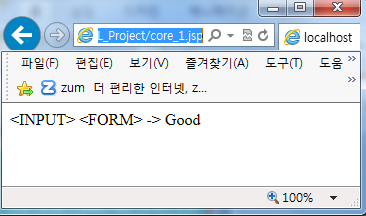 L_Project/core_1.jsp
localhost
파일(F) 편집(E) 보기(V) 즐겨찾기(A) 도구(T) 도움
zum 더 편리한 인터넷, z...
<INPUT> <FORM> -> Good
100%